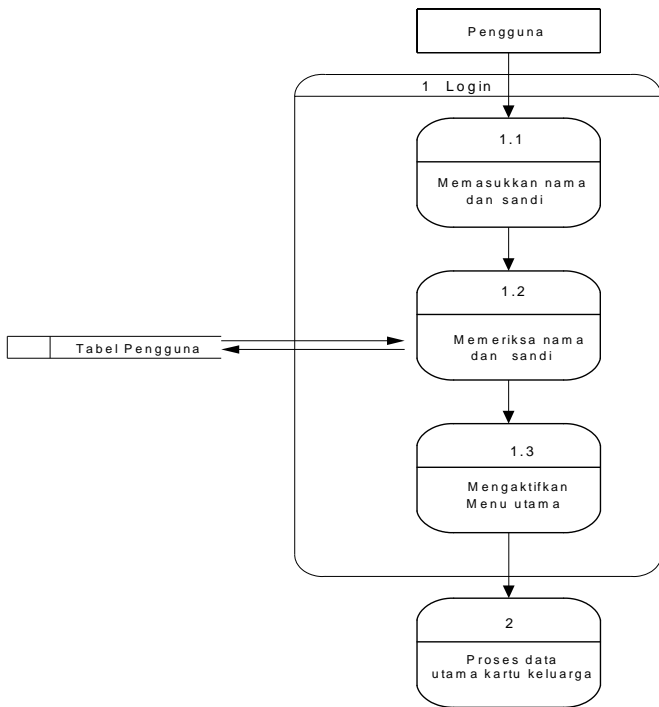 Pengguna
1 Login
1.1
Memasukkan nama
dan sandi
1.2
Tabel Pengguna
Memeriksa nama
dan sandi
1.3
Mengaktifkan
Menu utama
2
Proses data
utama kartu keluarga